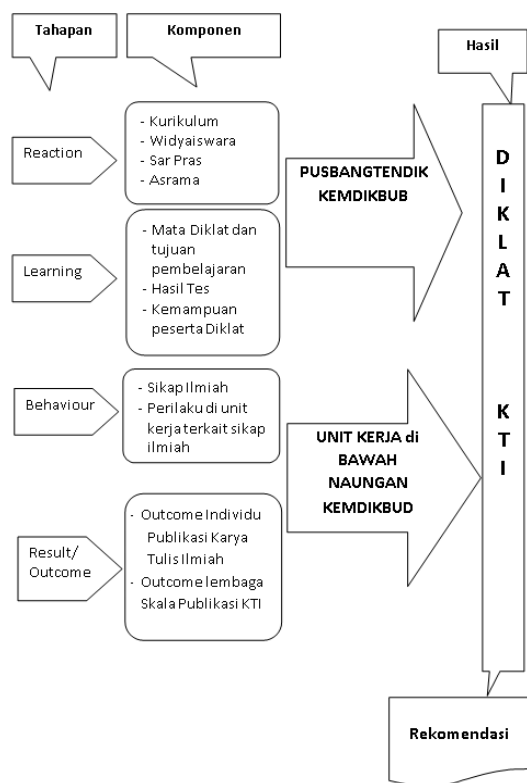 Tahapan
Komponen
Hasil
Reaction
- Kurikulum
- Widyaiswara
- Sar Pras
- Asrama
PUSBANGTENDIK
KEMDIKBUB
Learning
- Mata Diklat dan
tujuan
pembelajaran
- Hasil Tes
- Kemampuan
peserta Diklat
Behaviour
- Sikap Ilmiah
- Perilaku di unit
kerja terkait sikap
ilmiah
UNIT KERJA di
BAWAH
NAUNGAN
KEMDIKBUD
Result/
Outcome
- Outcome Individu
Publikasi Karya
Tulis Ilmiah
- Outcome lembaga
Skala Publikasi KTI
D
I
K
L
A
T
K
T
I
Rekomendasi